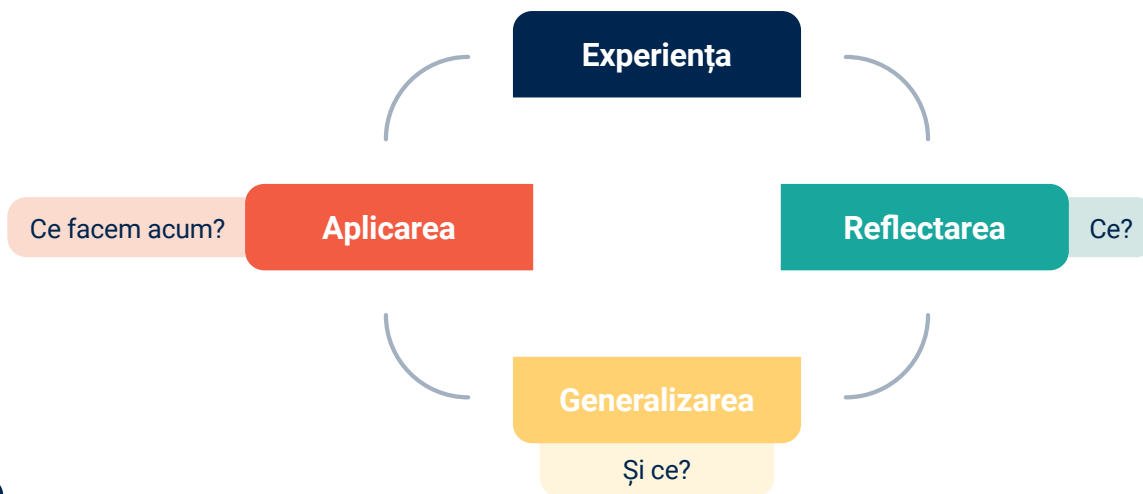 Experiența
Ce facem acum?
Aplicarea
Reflectarea
Ce?
Generalizarea
Și ce?